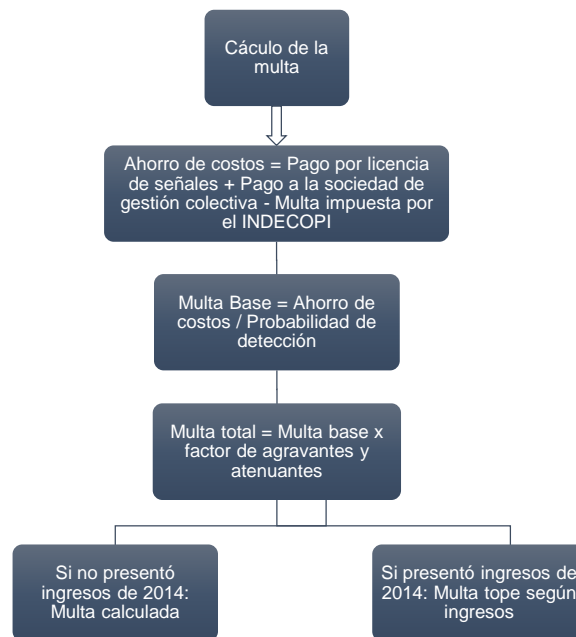 Cáculo de la
multa
Ahorro de costos = Pago por licencia
de señales + Pago a la sociedad de
gestión colectiva - Multa impuesta por
el INDECOPI
Multa Base = Ahorro de
costos / Probabilidad de
detección
Multa total = Multa base x
factor de agravantes y
atenuantes
Si no presentó
ingresos de 2014:
Multa calculada
Si presentó ingresos de
2014: Multa tope según
ingresos